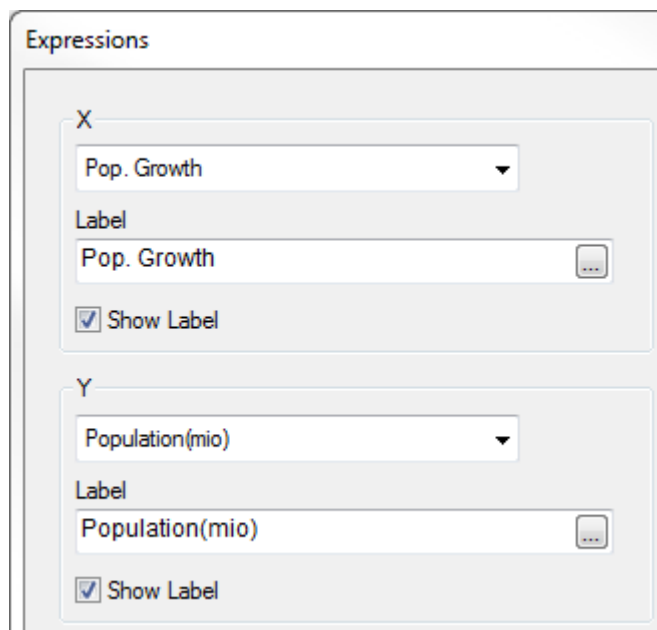 Expressions
X
Pop. Growth
Label
Pop. Growth
...
Show Label
Y
Population(mio)
Label
Population(mio)
...
Show Label